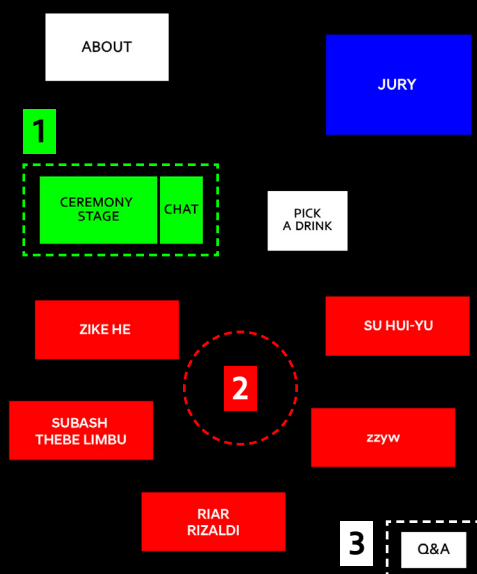 ABOUT
JURY
1
CEREMONY
STAGE
CHAT
PICK
A DRINK
ZIKE HE
SU HUI-YU
2
SUBASH
THEBE LIMBU
zzyw
RIAR
RIZALDI
3
Q&A